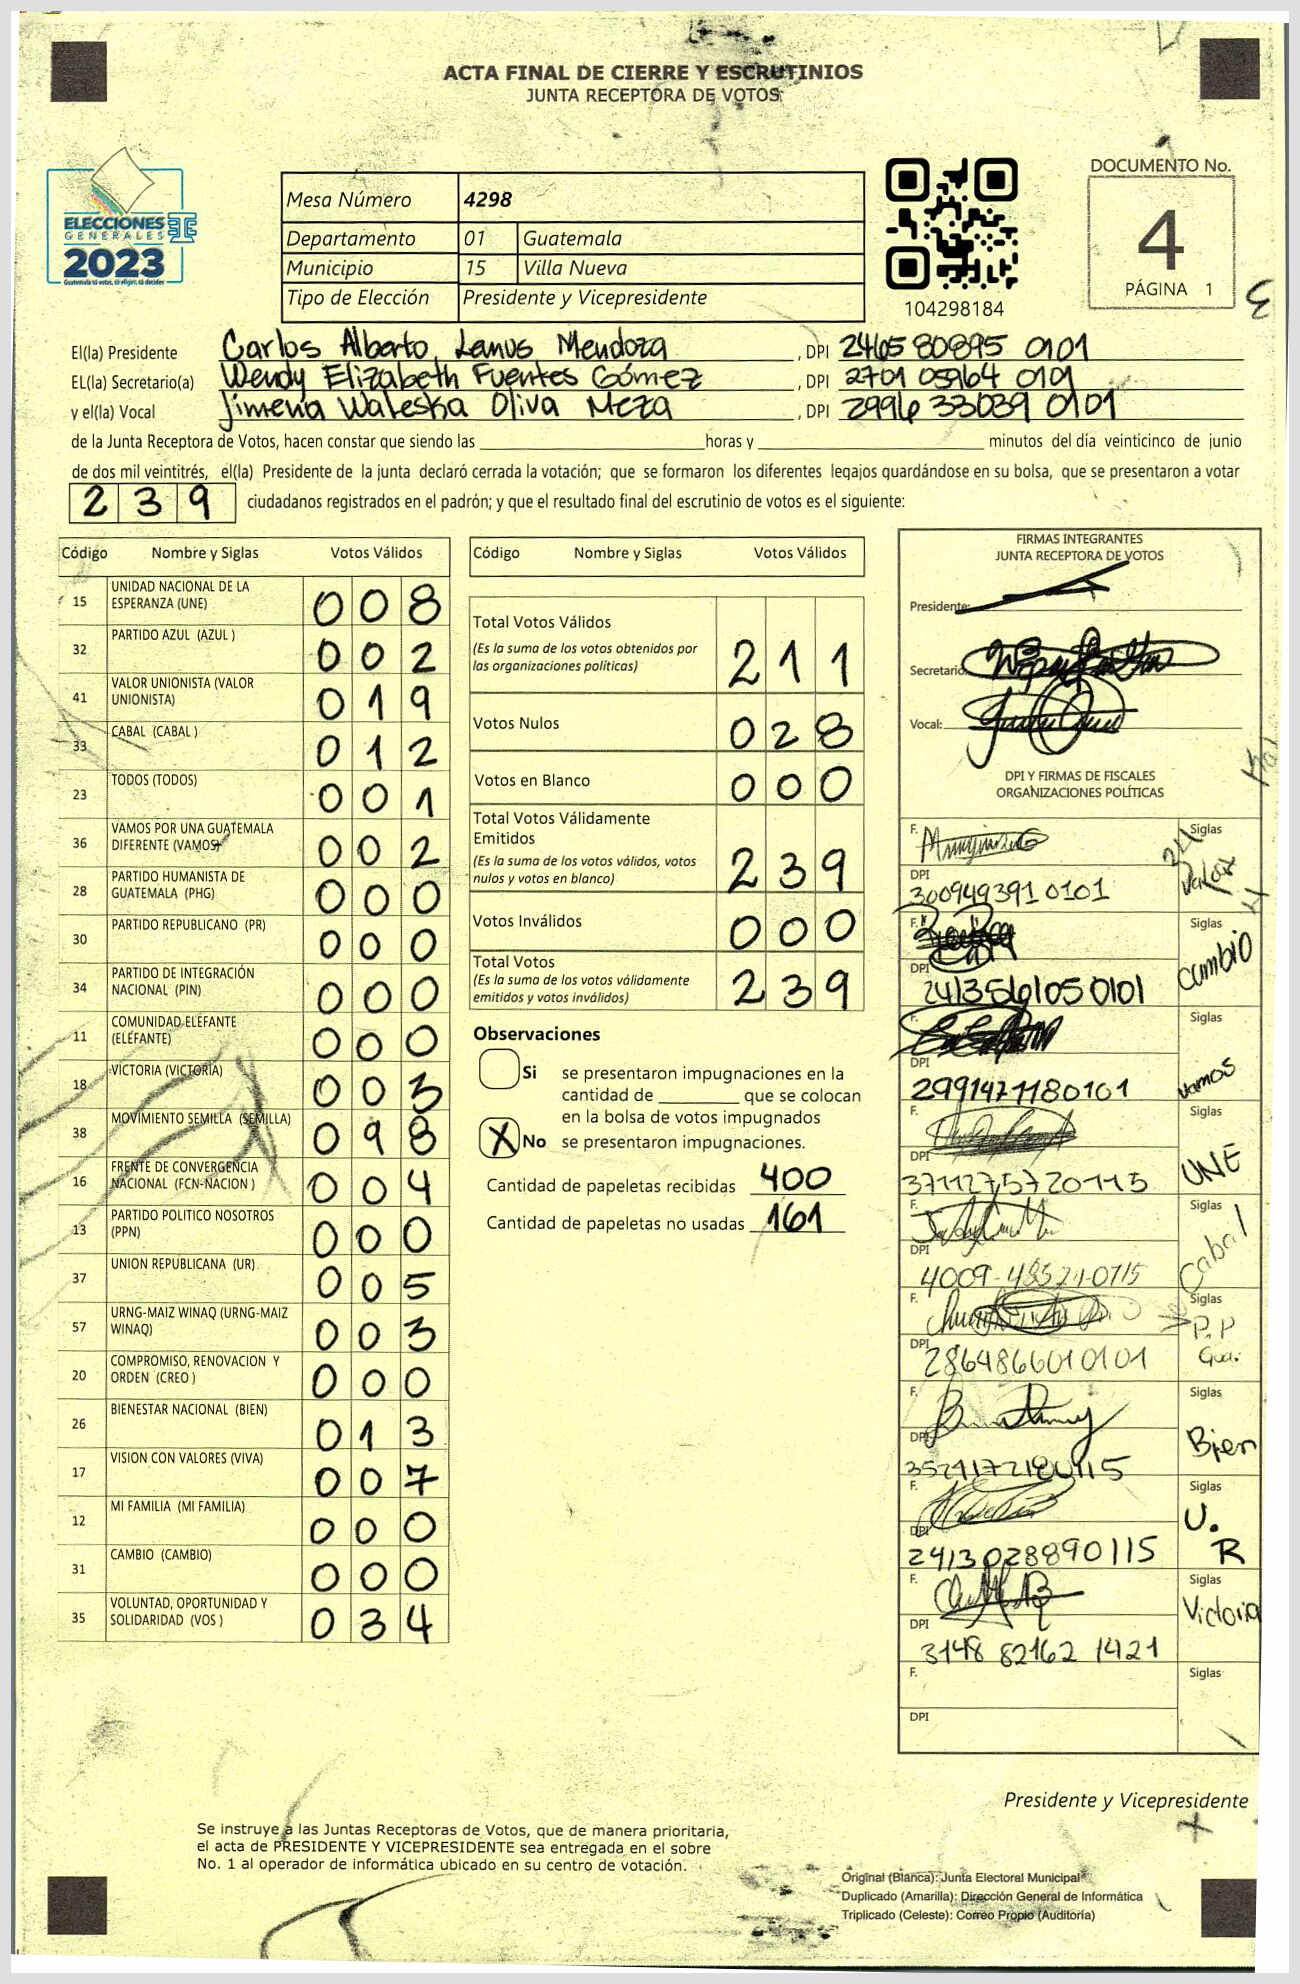 ACTA FINAL DE CIERRE Y ESCRUTINIOS
JUNTA RECEPTORA DE VOTOS
ELECCIONES
GENERALES
2023
Mesa Número 4298
Departamento 01 Guatemala
Municipio 15 Villa Nueva
Tipo de Elección Presidente y Vicepresidente
104298184
DOCUMENTO No.
4
PÁGINA 1
El(la) Presidente Carlos Alberto Lemus Mendoza, DPI 2465 80895 0101
EL(la) Secretario(a) Wendy Elizabeth Fuentes Gómez, DPI 2701 05964 0101
y el(la) Vocal Jimena Waleska Oliva Meza, DPI 2996 33039 0101
de la Junta Receptora de Votos, hacen constar que siendo las horas y minutos del día veinticinco de junio
de dos mil veintitrés, el(la) Presidente de la junta declaró cerrada la votación; que se formaron los diferentes legajos guardándose en su bolsa, que se presentaron a votar
239 ciudadanos registrados en el padrón; y que el resultado final del escrutinio de votos es el siguiente:
Código Nombre y Siglas Votos Válidos
15 UNIDAD NACIONAL DE LA ESPERANZA (UNE) 008
32 PARTIDO AZUL (AZUL ) 002
41 VALOR UNIONISTA (VALOR UNIONISTA) 019
33 CABAL (CABAL ) 012
23 TODOS (TODOS) 001
36 VAMOS POR UNA GUATEMALA DIFERENTE (VAMOS) 002
28 PARTIDO HUMANISTA DE GUATEMALA (PHG) 000
30 PARTIDO REPUBLICANO (PR) 000
34 PARTIDO DE INTEGRACIÓN NACIONAL (PIN) 000
11 COMUNIDAD ELEFANTE (ELEFANTE) 000
18 VICTORIA (VICTORIA) 003
38 MOVIMIENTO SEMILLA (SEMILLA) 098
16 FRENTE DE CONVERGENCIA NACIONAL (FCN-NACION ) 004
13 PARTIDO POLITICO NOSOTROS (PPN) 000
37 UNION REPUBLICANA (UR) 005
57 URNG-MAIZ WINAQ (URNG-MAIZ WINAQ) 003
20 COMPROMISO, RENOVACION Y ORDEN (CREO ) 000
26 BIENESTAR NACIONAL (BIEN) 013
17 VISION CON VALORES (VIVA) 007
12 MI FAMILIA (MI FAMILIA) 000
31 CAMBIO (CAMBIO) 000
35 VOLUNTAD, OPORTUNIDAD Y SOLIDARIDAD (VOS ) 034
Código Nombre y Siglas Votos Válidos
Total Votos Válidos 211
(Es la suma de los votos obtenidos por
las organizaciones políticas)
Votos Nulos 028
Votos en Blanco 000
Total Votos Válidamente
Emitidos 239
(Es la suma de los votos válidos, votos
nulos y votos en blanco)
Votos Inválidos 000
Total Votos 239
(Es la suma de los votos válidamente
emitidos y votos inválidos)
Observaciones
Si se presentaron impugnaciones en la
cantidad de que se colocan
en la bolsa de votos impugnados
X No se presentaron impugnaciones.
Cantidad de papeletas recibidas 400
Cantidad de papeletas no usadas 161
FIRMAS INTEGRANTES
JUNTA RECEPTORA DE VOTOS
Presidente:
Secretario:
Vocal:
DPI Y FIRMAS DE FISCALES
ORGANIZACIONES POLÍTICAS
F. Siglas Valor
DPI 300949391 0101
F. Siglas Cambio
DPI 2413561050101
F. Siglas Vamos
DPI 2991471180101
F. Siglas UNE
DPI 3711275720115
F. Siglas Cabal
DPI 4009-48521-0715
F. Siglas P.P
DPI 2864866010101
F. Siglas Bien
DPI 3521172180115
F. Siglas U.R
DPI 2413028890115
F. Siglas Victoria
DPI 3148 82162 1421
F. Siglas
DPI
Presidente y Vicepresidente
Se instruye a las Juntas Receptoras de Votos, que de manera prioritaria,
el acta de PRESIDENTE Y VICEPRESIDENTE sea entregada en el sobre
No. 1 al operador de informática ubicado en su centro de votación.
Original (Blanca): Junta Electoral Municipal
Duplicado (Amarilla): Dirección General de Informática
Triplicado (Celeste): Correo Propio (Auditoría)